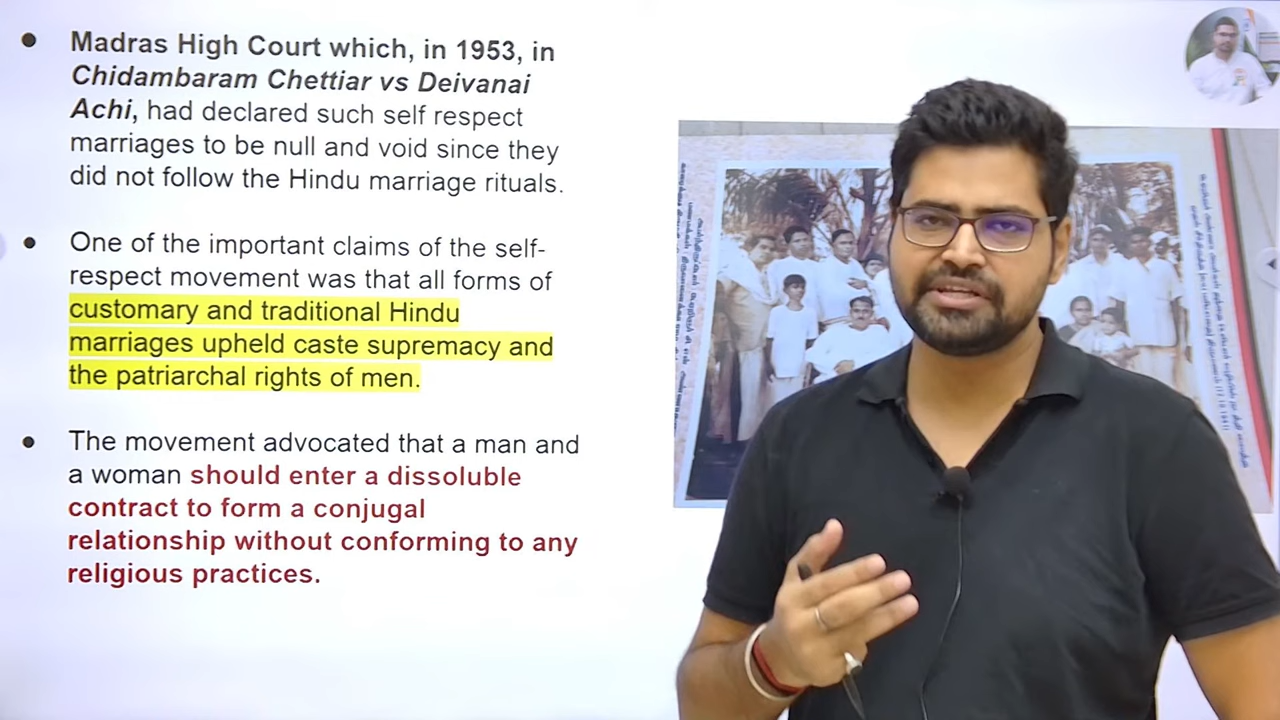 Madras High Court which, in 1953, in
Chidambaram Chettiar vs Deivanai
Achi, had declared such self respect
marriages to be null and void since they
did not follow the Hindu marriage rituals.
One of the important claims of the self-
respect movement was that all forms of
customary and traditional Hindu
marriages upheld caste supremacy and
the patriarchal rights of men.
The movement advocated that a man and
a woman should enter a dissoluble
contract to form a conjugal
relationship without conforming to any
religious practices.